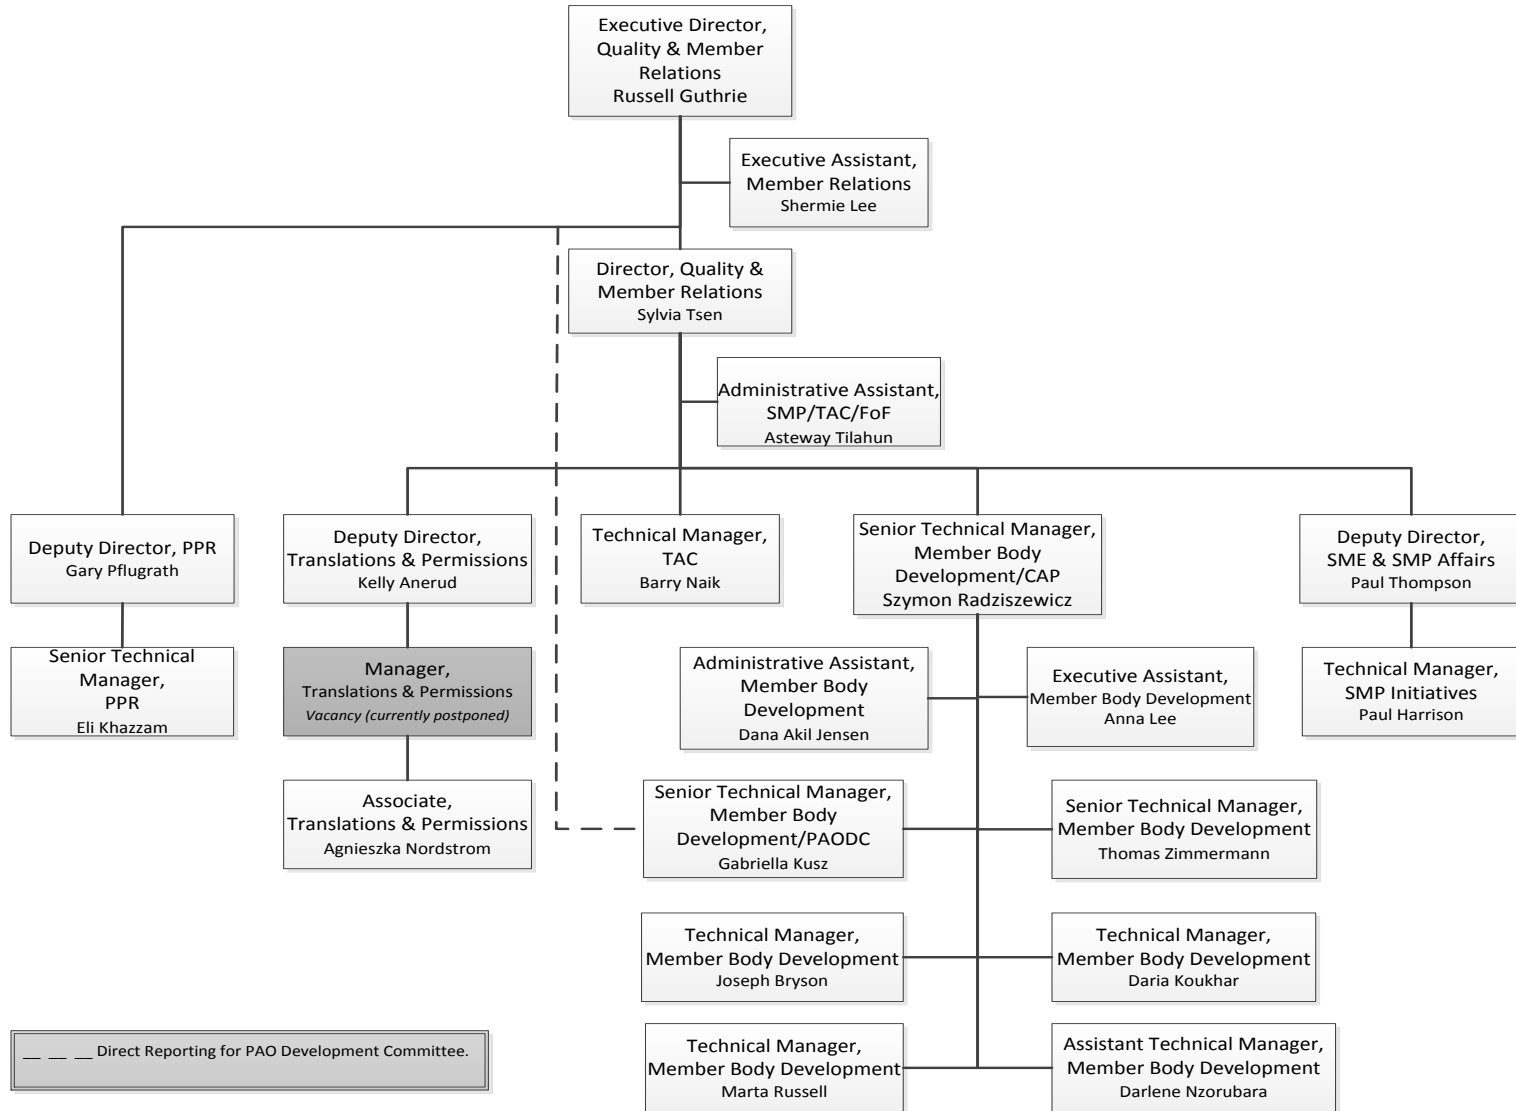 Executive Director,
Quality & Member
Relations
Russell Guthrie
Executive Assistant,
Member Relations
Shermie Lee
Director, Quality &
Member Relations
Sylvia Tsen
Administrative Assistant,
SMP/TAC/FoF
Asteway Tilahun
Deputy Director, PPR
Gary Pflugrath
Deputy Director,
Translations & Permissions
Kelly Anerud
Technical Manager,
TAC
Barry Naik
Senior Technical Manager,
Member Body
Development/CAP
Szymon Radziszewicz
Deputy Director,
SME & SMP Affairs
Paul Thompson
Senior Technical
Manager,
PPR
Eli Khazzam
Manager,
Translations & Permissions
Vacancy (currently postponed)
Administrative Assistant,
Member Body
Development
Dana Akil Jensen
Executive Assistant,
Member Body Development
Anna Lee
Technical Manager,
SMP Initiatives
Paul Harrison
Associate,
Translations & Permissions
Agnieszka Nordstrom
Senior Technical Manager,
Member Body
Development/PAODC
Gabriella Kusz
Senior Technical Manager,
Member Body Development
Thomas Zimmermann
Technical Manager,
Member Body Development
Joseph Bryson
Technical Manager,
Member Body Development
Daria Koukhar
Technical Manager,
Member Body Development
Marta Russell
Assistant Technical Manager,
Member Body Development
Darlene Nzorubara
__ __ __ Direct Reporting for PAO Development Committee.